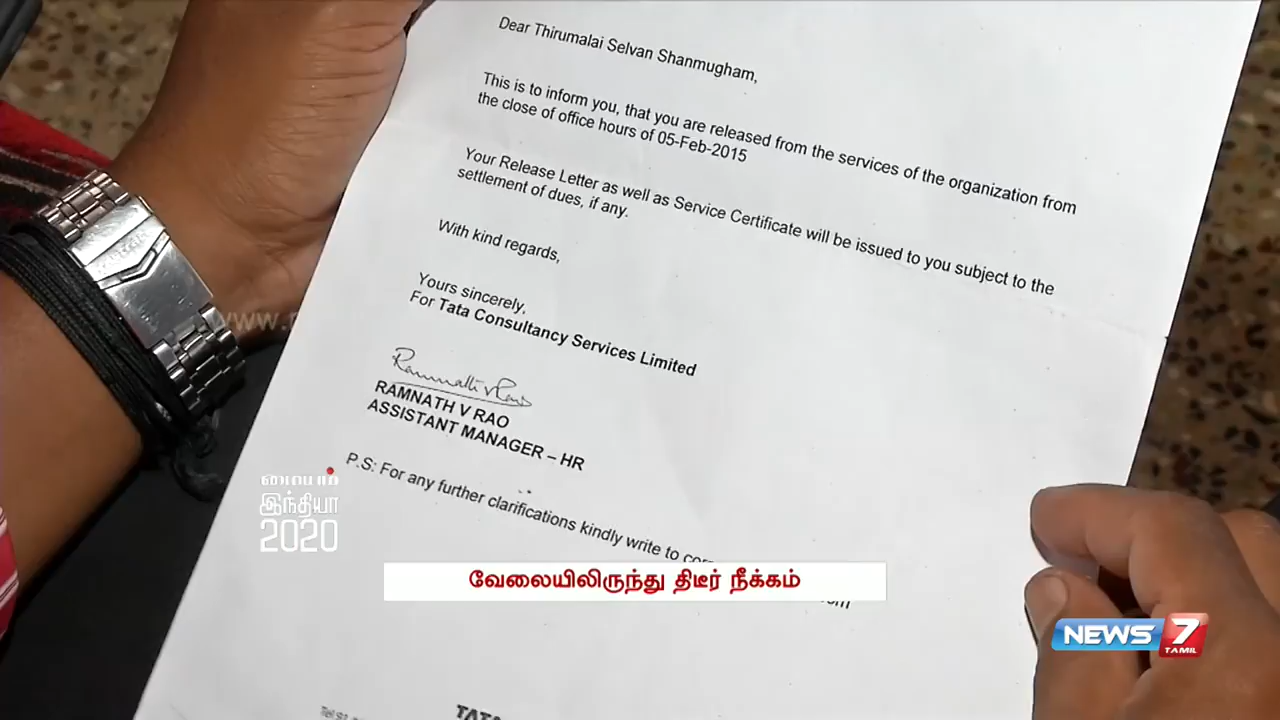 Dear Thirumalai Selvan Shanmugham,
This is to inform you, that you are released from the services of the organization from
the close of office hours of 05-Feb-2015
Your Release Letter as well as Service Certificate will be issued to you subject to the
settlement of dues, if any.
With kind regards,
Yours sincerely,
For Tata Consultancy Services Limited
Ramnath V Rao
RAMNATH V RAO
ASSISTANT MANAGER – HR
P.S: For any further clarifications kindly write to
இந்தியா
2020
வேலையிலிருந்து திடீர் நீக்கம்
NEWS 7
TAMIL
TATA